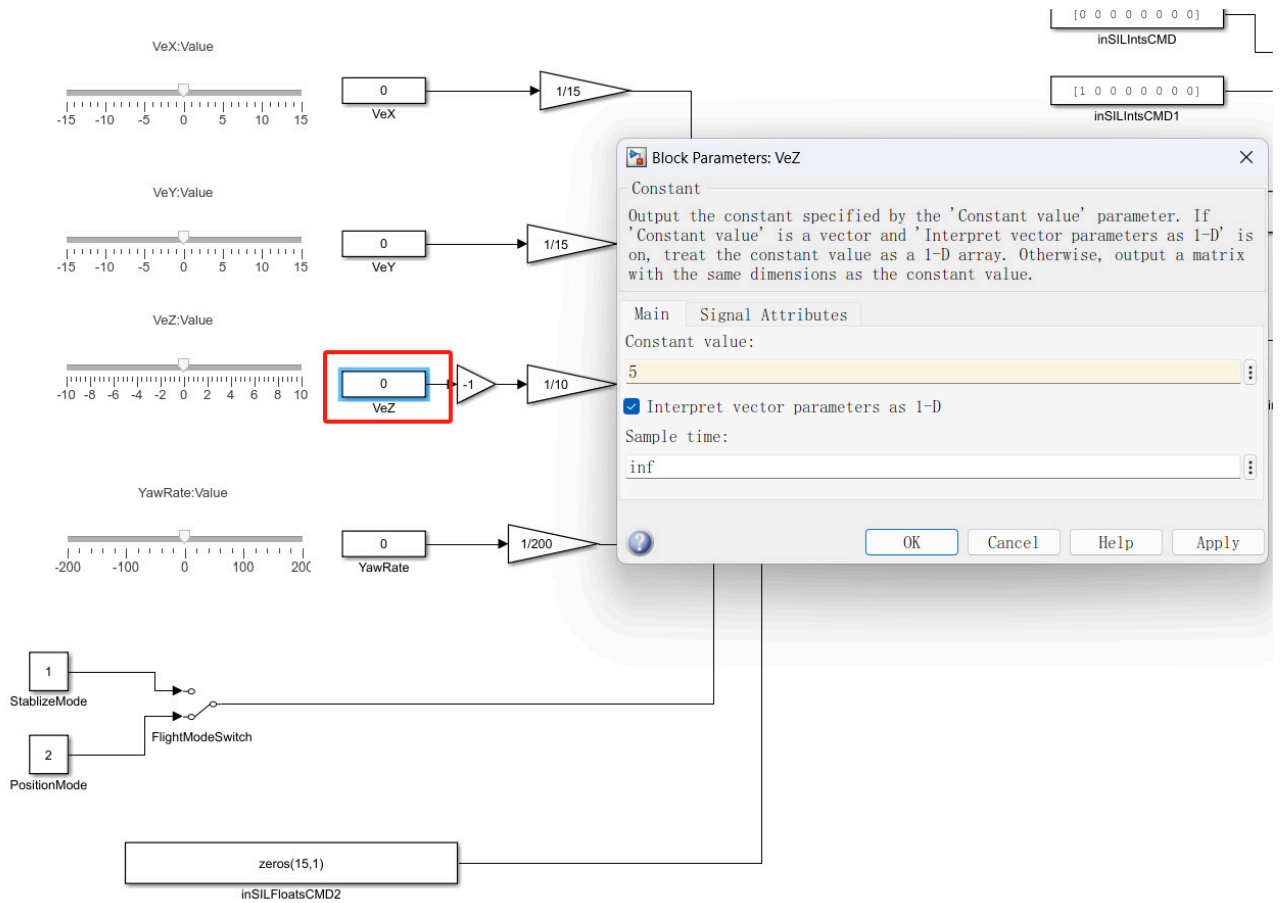 [0 0 0 0 0 0 0 0]
inSILIntsCMD
VeX:Value
-15 -10 -5 0 5 10 15
0
VeX
1/15
[1 0 0 0 0 0 0 0]
inSILIntsCMD1
VeY:Value
-15 -10 -5 0 5 10 15
0
VeY
1/15
VeZ:Value
-10 -8 -6 -4 -2 0 2 4 6 8 10
0
VeZ
-1
1/10
YawRate:Value
-200 -100 0 100 200
0
YawRate
1/200
Block Parameters: VeZ
Constant
Output the constant specified by the 'Constant value' parameter. If
'Constant value' is a vector and 'Interpret vector parameters as 1-D' is
on, treat the constant value as a 1-D array. Otherwise, output a matrix
with the same dimensions as the constant value.
Main Signal Attributes
Constant value:
5
Interpret vector parameters as 1-D
Sample time:
inf
OK Cancel Help Apply
1
StablizeMode
FlightModeSwitch
2
PositionMode
zeros(15,1)
inSILFloatsCMD2